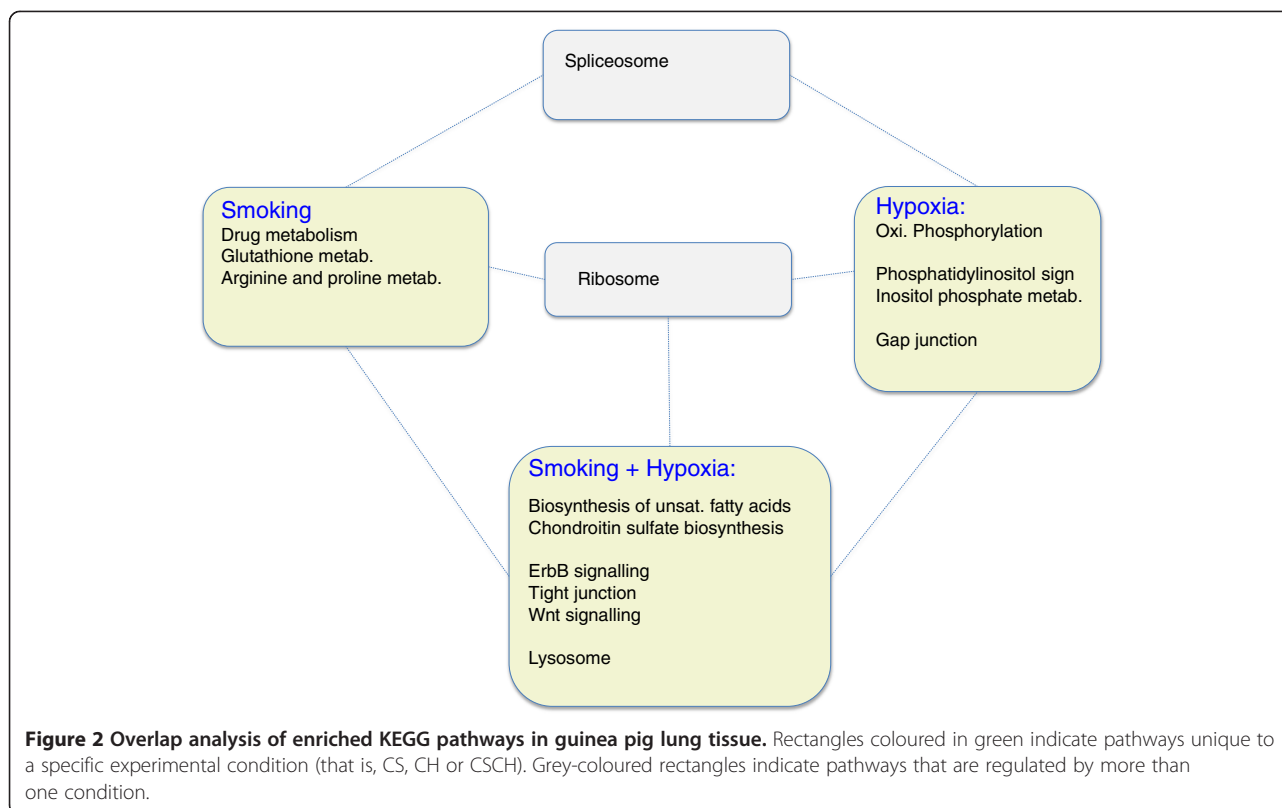 Spliceosome
Smoking
Drug metabolism
Glutathione metab.
Arginine and proline metab.
Ribosome
Hypoxia:
Oxi. Phosphorylation
Phosphatidylinositol sign
Inositol phosphate metab.
Gap junction
Smoking + Hypoxia:
Biosynthesis of unsat. fatty acids
Chondroitin sulfate biosynthesis
ErbB signalling
Tight junction
Wnt signalling
Lysosome
Figure 2 Overlap analysis of enriched KEGG pathways in guinea pig lung tissue. Rectangles coloured in green indicate pathways unique to
a specific experimental condition (that is, CS, CH or CSCH). Grey-coloured rectangles indicate pathways that are regulated by more than
one condition.